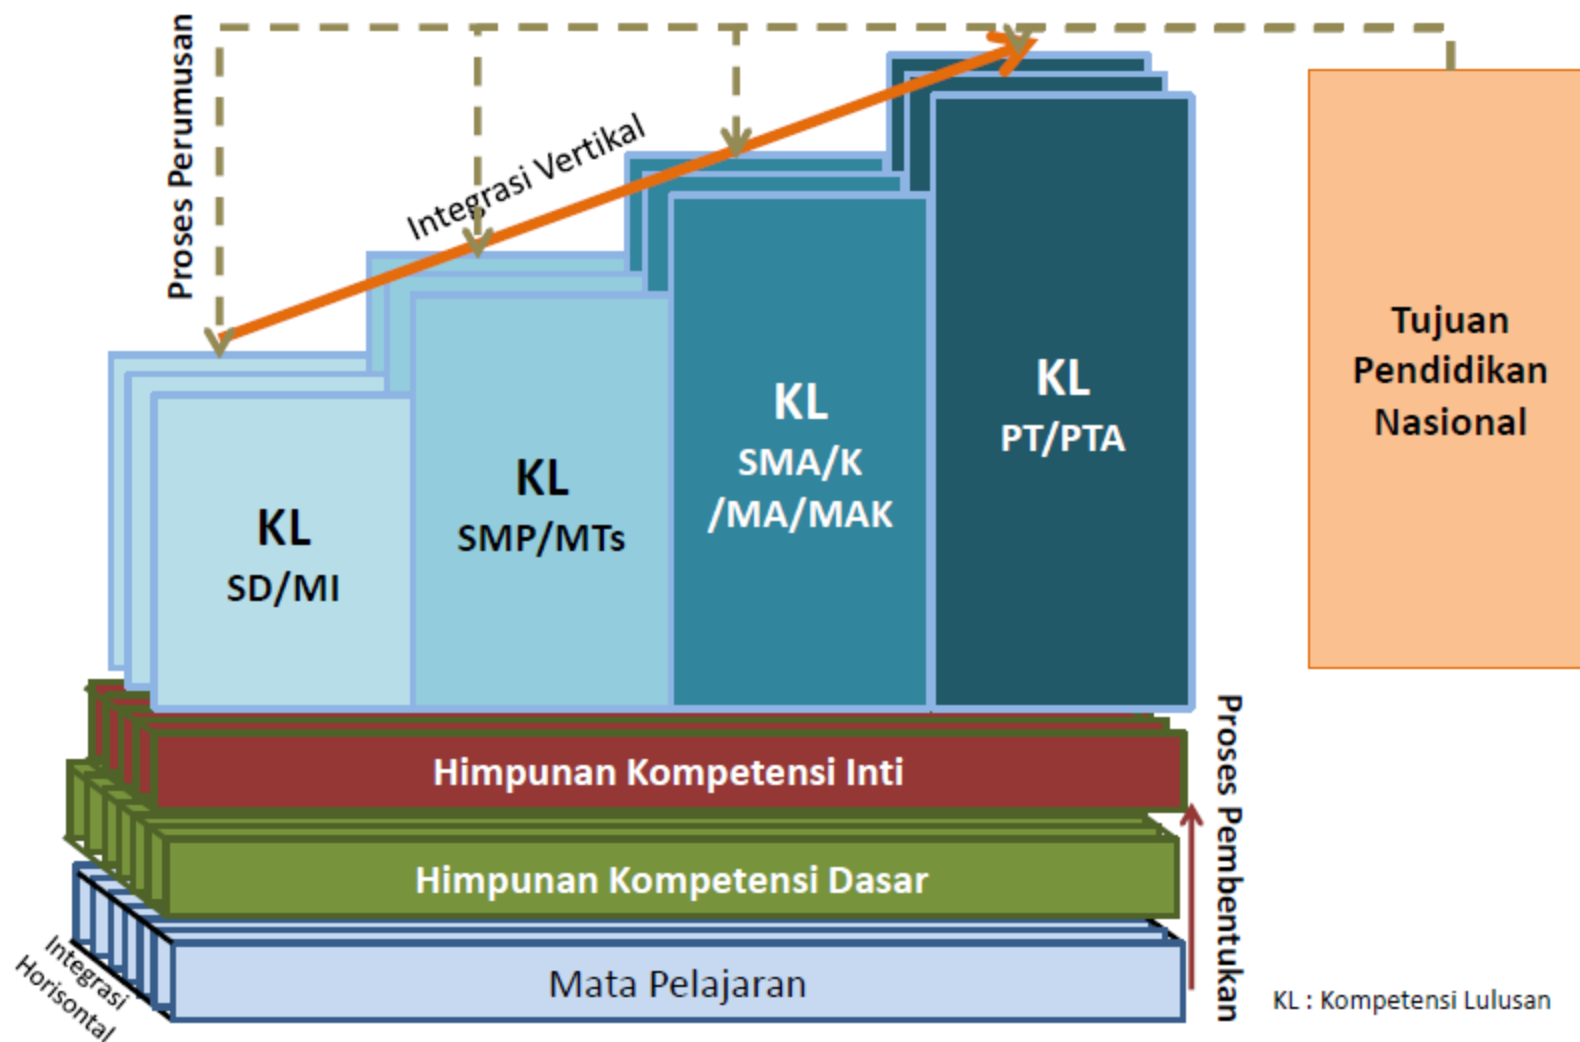 Proses Perumusan
Integrasi Vertikal
KL
SD/MI
KL
SMP/MTs
KL
SMA/K
/MA/MAK
KL
PT/PTA
Tujuan
Pendidikan
Nasional
Himpunan Kompetensi Inti
Himpunan Kompetensi Dasar
Mata Pelajaran
Integrasi
Horisontal
Proses Pembentukan
KL : Kompetensi Lulusan